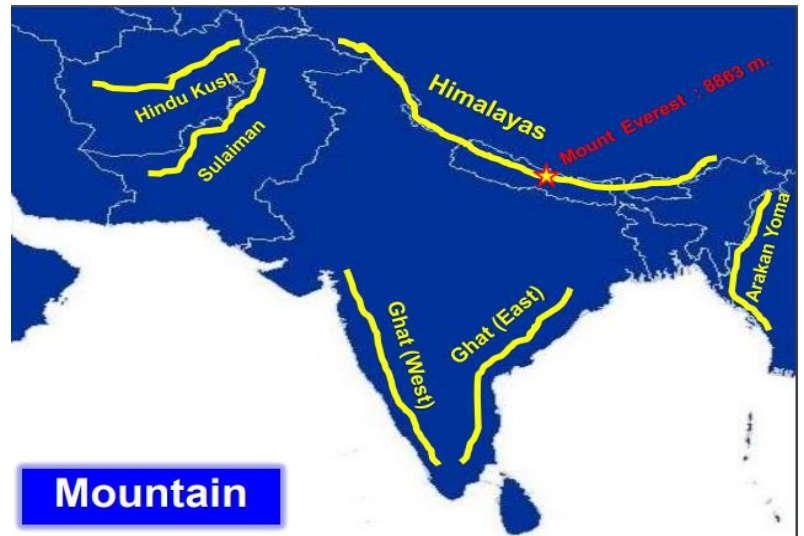 Hindu Kush
Sulaiman
Himalayas
Mount Everest : 8863 m.
Arakan Yoma
Ghat (West)
Ghat (East)
Mountain